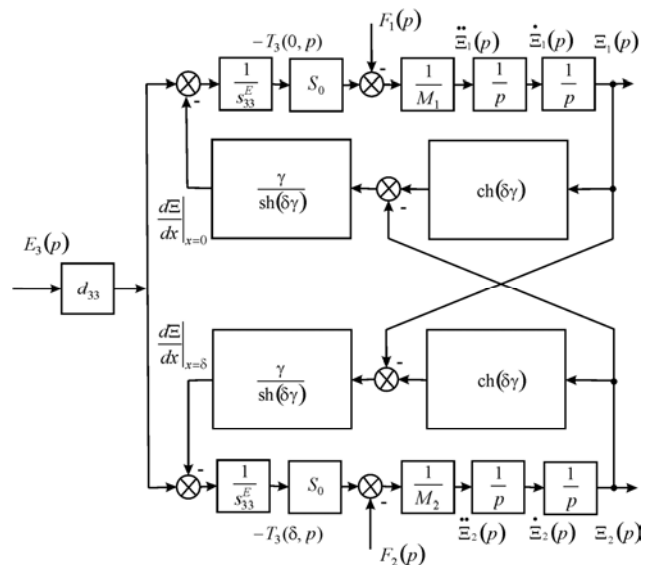 F₁(p)
−T₃(0, p)
Ξ̈₁(p) Ξ̇₁(p) Ξ₁(p)
-
1/s₃₃ᴱ S₀ - 1/M₁ 1/p 1/p
γ/sh(δγ) - ch(δγ)
dΞ/dx|ₓ₌₀
E₃(p)
d₃₃
dΞ/dx|ₓ₌δ
γ/sh(δγ) - ch(δγ)
-
1/s₃₃ᴱ S₀ - 1/M₂ 1/p 1/p
−T₃(δ, p)
Ξ̈₂(p) Ξ̇₂(p) Ξ₂(p)
F₂(p)